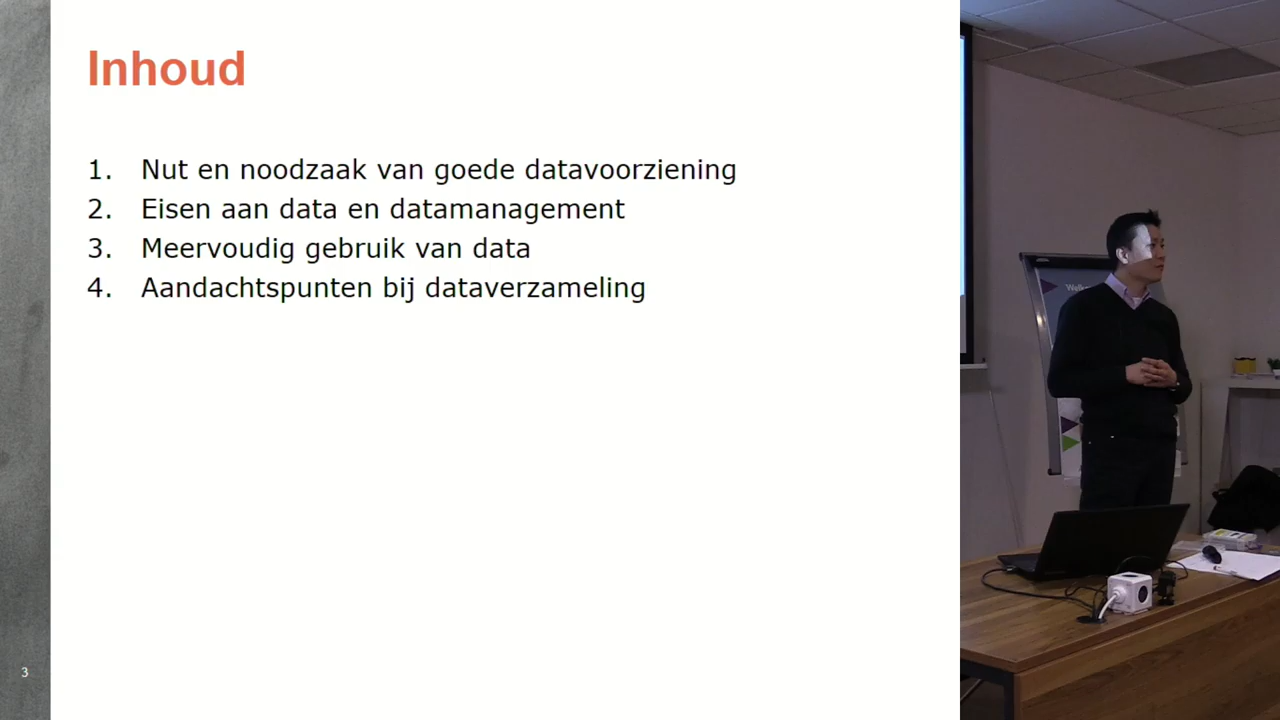 Inhoud
1. Nut en noodzaak van goede datavoorziening
2. Eisen aan data en datamanagement
3. Meervoudig gebruik van data
4. Aandachtspunten bij dataverzameling
3